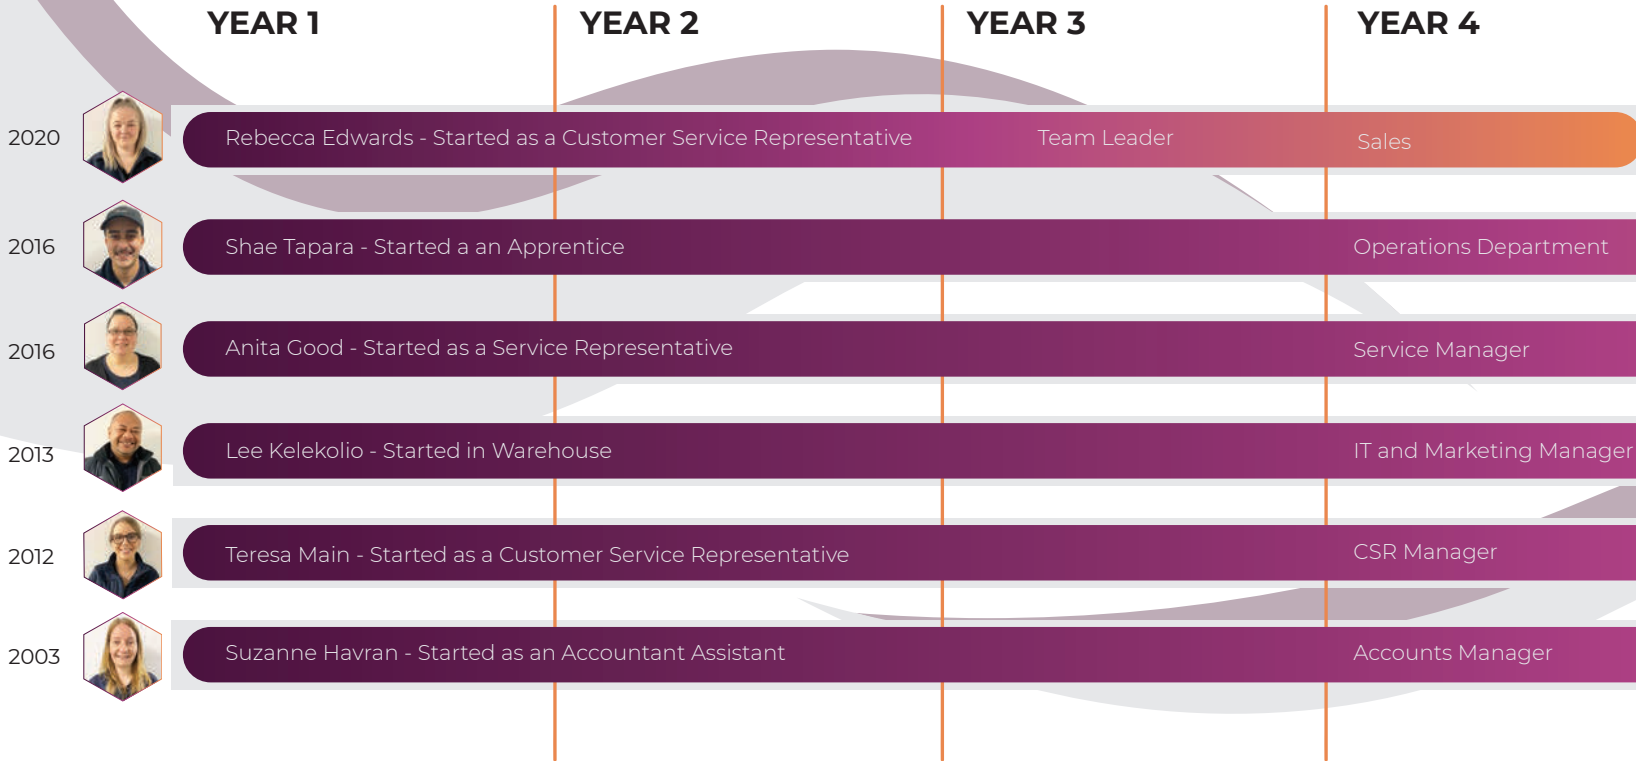 YEAR 1 YEAR 2 YEAR 3 YEAR 4
2020 Rebecca Edwards - Started as a Customer Service Representative Team Leader Sales
2016 Shae Tapara - Started a an Apprentice Operations Department
2016 Anita Good - Started as a Service Representative Service Manager
2013 Lee Kelekolio - Started in Warehouse IT and Marketing Manager
2012 Teresa Main - Started as a Customer Service Representative CSR Manager
2003 Suzanne Havran - Started as an Accountant Assistant Accounts Manager